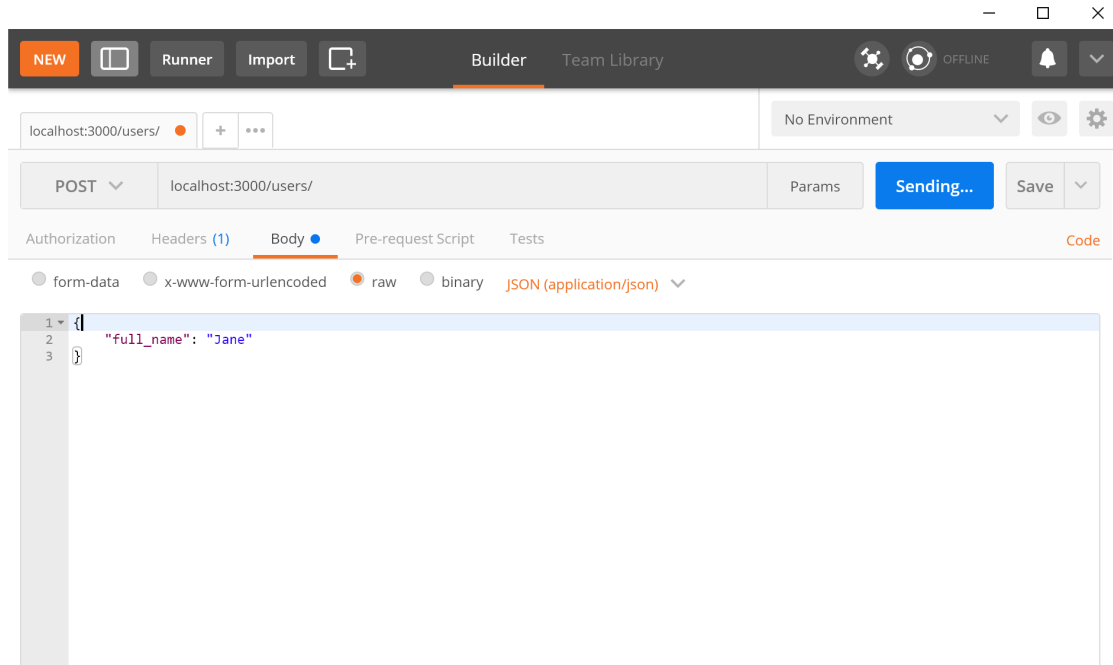 NEW Runner Import Builder Team Library OFFLINE
localhost:3000/users/ + ••• No Environment
POST localhost:3000/users/ Params Sending... Save
Authorization Headers (1) Body Pre-request Script Tests Code
form-data x-www-form-urlencoded raw binary JSON (application/json)
1 {
2 "full_name": "Jane"
3 }